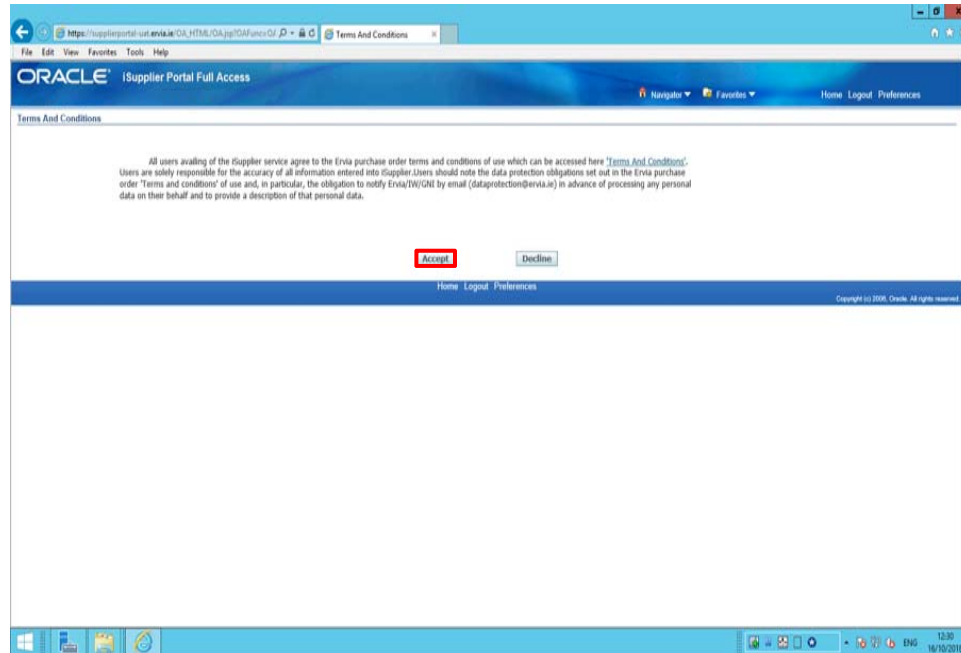 https://supplierportal-uat.ervia.ie/OA_HTML/OA.jsp?OAFunc=OA
Terms And Conditions
File Edit View Favorites Tools Help
ORACLE iSupplier Portal Full Access
Navigator Favorites Home Logout Preferences
Terms And Conditions
All users availing of the iSupplier service agree to the Ervia purchase order terms and conditions of use which can be accessed here 'Terms And Conditions'.
Users are solely responsible for the accuracy of all information entered into iSupplier.Users should note the data protection obligations set out in the Ervia purchase
order 'Terms and conditions' of use and, in particular, the obligation to notify Ervia/IW/GNI by email (dataprotection@ervia.ie) in advance of processing any personal
data on their behalf and to provide a description of that personal data.
Accept Decline
Home Logout Preferences
Copyright (c) 2006, Oracle. All rights reserved.
ENG 12:30
16/10/2018